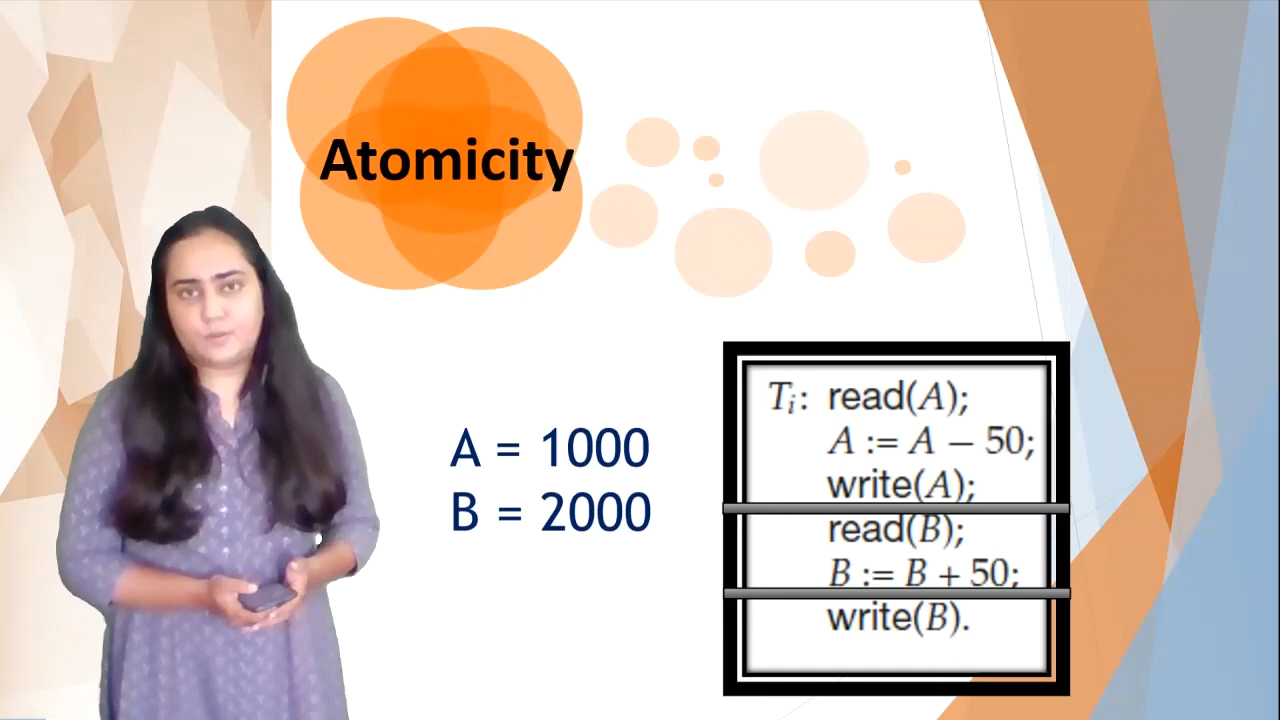 Atomicity
A = 1000
B = 2000
Tᵢ: read(A);
A := A − 50;
write(A);
read(B);
B := B + 50;
write(B).